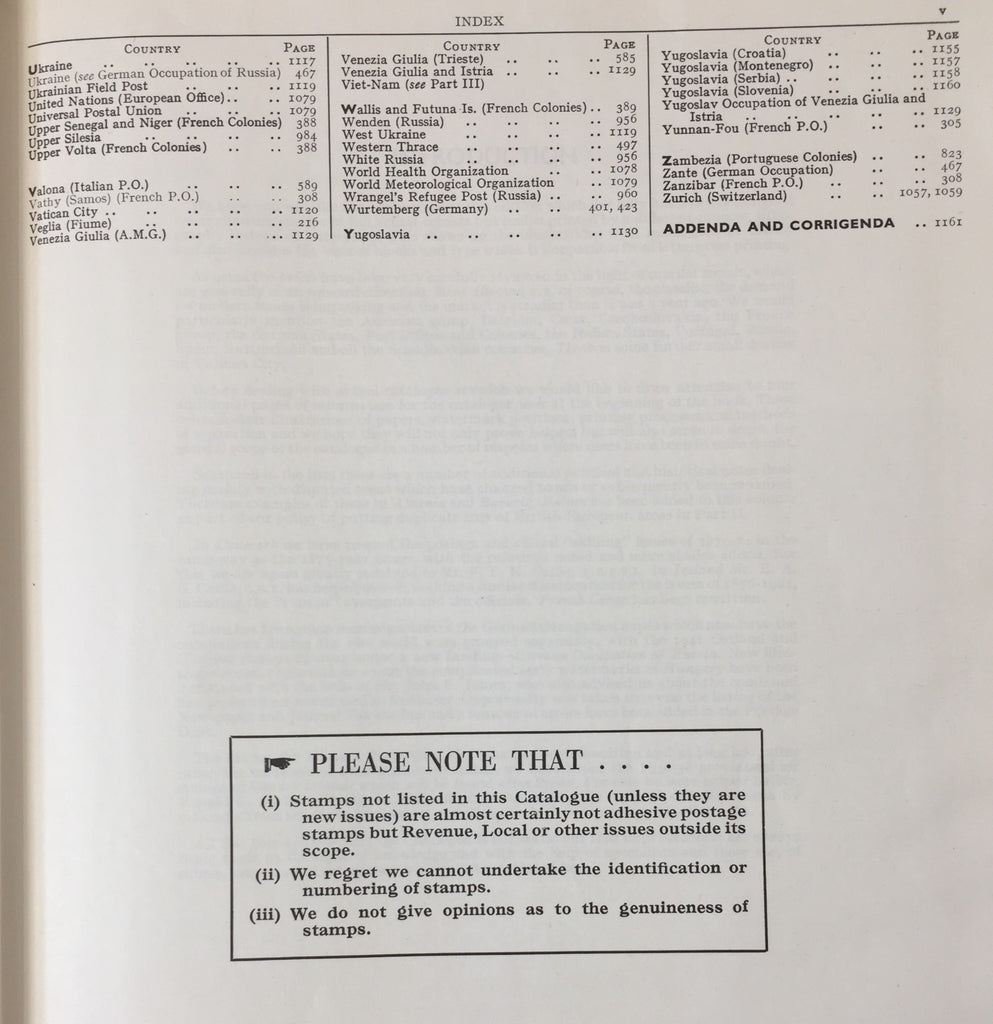 INDEX
v
COUNTRY PAGE
Ukraine .. .. .. .. .. 1117
Ukraine (see German Occupation of Russia) 467
Ukrainian Field Post .. .. .. 1119
United Nations (European Office).. .. 1079
Universal Postal Union .. .. .. 1079
Upper Senegal and Niger (French Colonies) 388
Upper Silesia .. .. .. .. 984
Upper Volta (French Colonies) .. .. 388
Valona (Italian P.O.) .. .. .. 589
Vathy (Samos) (French P.O.) .. .. 308
Vatican City .. .. .. .. .. 1120
Veglia (Fiume) .. .. .. .. 216
Venezia Giulia (A.M.G.) .. .. ... 1129
COUNTRY PAGE
Venezia Giulia (Trieste) .. .. .. 585
Venezia Giulia and Istria .. .. .. 1129
Viet-Nam (see Part III)
Wallis and Futuna Is. (French Colonies) .. 389
Wenden (Russia) .. .. .. .. 956
West Ukraine .. .. .. .. 1119
Western Thrace .. .. .. .. 497
White Russia .. .. .. .. 956
World Health Organization .. .. 1078
World Meteorological Organization .. 1079
Wrangel's Refugee Post (Russia) .. .. 960
Wurtemberg (Germany) .. .. 401, 423
Yugoslavia .. .. .. .. .. 1130
COUNTRY PAGE
Yugoslavia (Croatia) .. .. .. 1155
Yugoslavia (Montenegro) .. .. .. 1157
Yugoslavia (Serbia) .. .. .. .. 1158
Yugoslavia (Slovenia) .. .. .. 1160
Yugoslav Occupation of Venezia Giulia and
Istria .. .. .. .. .. 1129
Yunnan-Fou (French P.O.) .. .. 305
Zambezia (Portuguese Colonies) .. .. 823
Zante (German Occupation) .. .. 467
Zanzibar (French P.O.) .. .. .. 308
Zurich (Switzerland) .. .. 1057, 1059
ADDENDA AND CORRIGENDA .. 1161
PLEASE NOTE THAT . . . .
(i) Stamps not listed in this Catalogue (unless they are
new issues) are almost certainly not adhesive postage
stamps but Revenue, Local or other issues outside its
scope.
(ii) We regret we cannot undertake the identification or
numbering of stamps.
(iii) We do not give opinions as to the genuineness of
stamps.